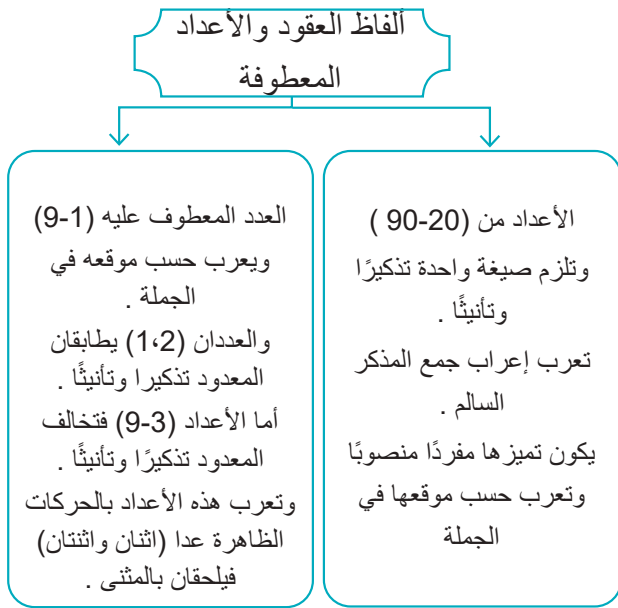 ألفاظ العقود والأعداد
المعطوفة
الأعداد من (20-90 )
وتلزم صيغة واحدة تذكيرًا
وتأنيثًا .
تعرب إعراب جمع المذكر
السالم .
يكون تميزها مفردًا منصوبًا
وتعرب حسب موقعها في
الجملة
العدد المعطوف عليه (1-9)
ويعرب حسب موقعه في
الجملة .
والعددان (1،2) يطابقان
المعدود تذكيرا وتأنيثًا .
أما الأعداد (3-9) فتخالف
المعدود تذكيرًا وتأنيثًا .
وتعرب هذه الأعداد بالحركات
الظاهرة عدا (اثنان واثنتان)
فيلحقان بالمثنى .